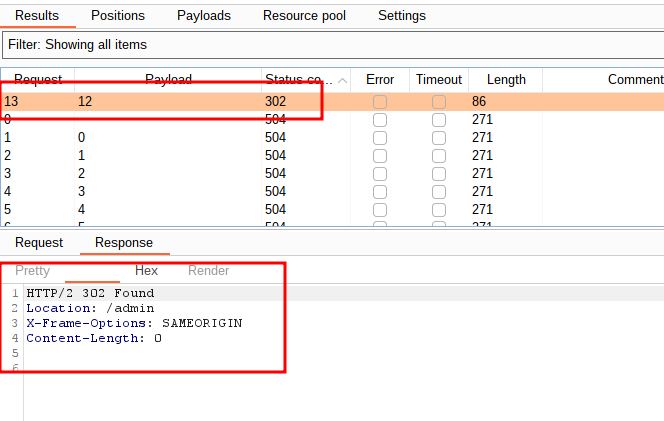 Results Positions Payloads Resource pool Settings
Filter: Showing all items
Request Payload Status co... Error Timeout Length Comment
13 12 302 86
0 504 271
1 0 504 271
2 1 504 271
3 2 504 271
4 3 504 271
5 4 504 271
6 5 504 271
Request Response
Pretty Hex Render
1 HTTP/2 302 Found
2 Location: /admin
3 X-Frame-Options: SAMEORIGIN
4 Content-Length: 0
5
6